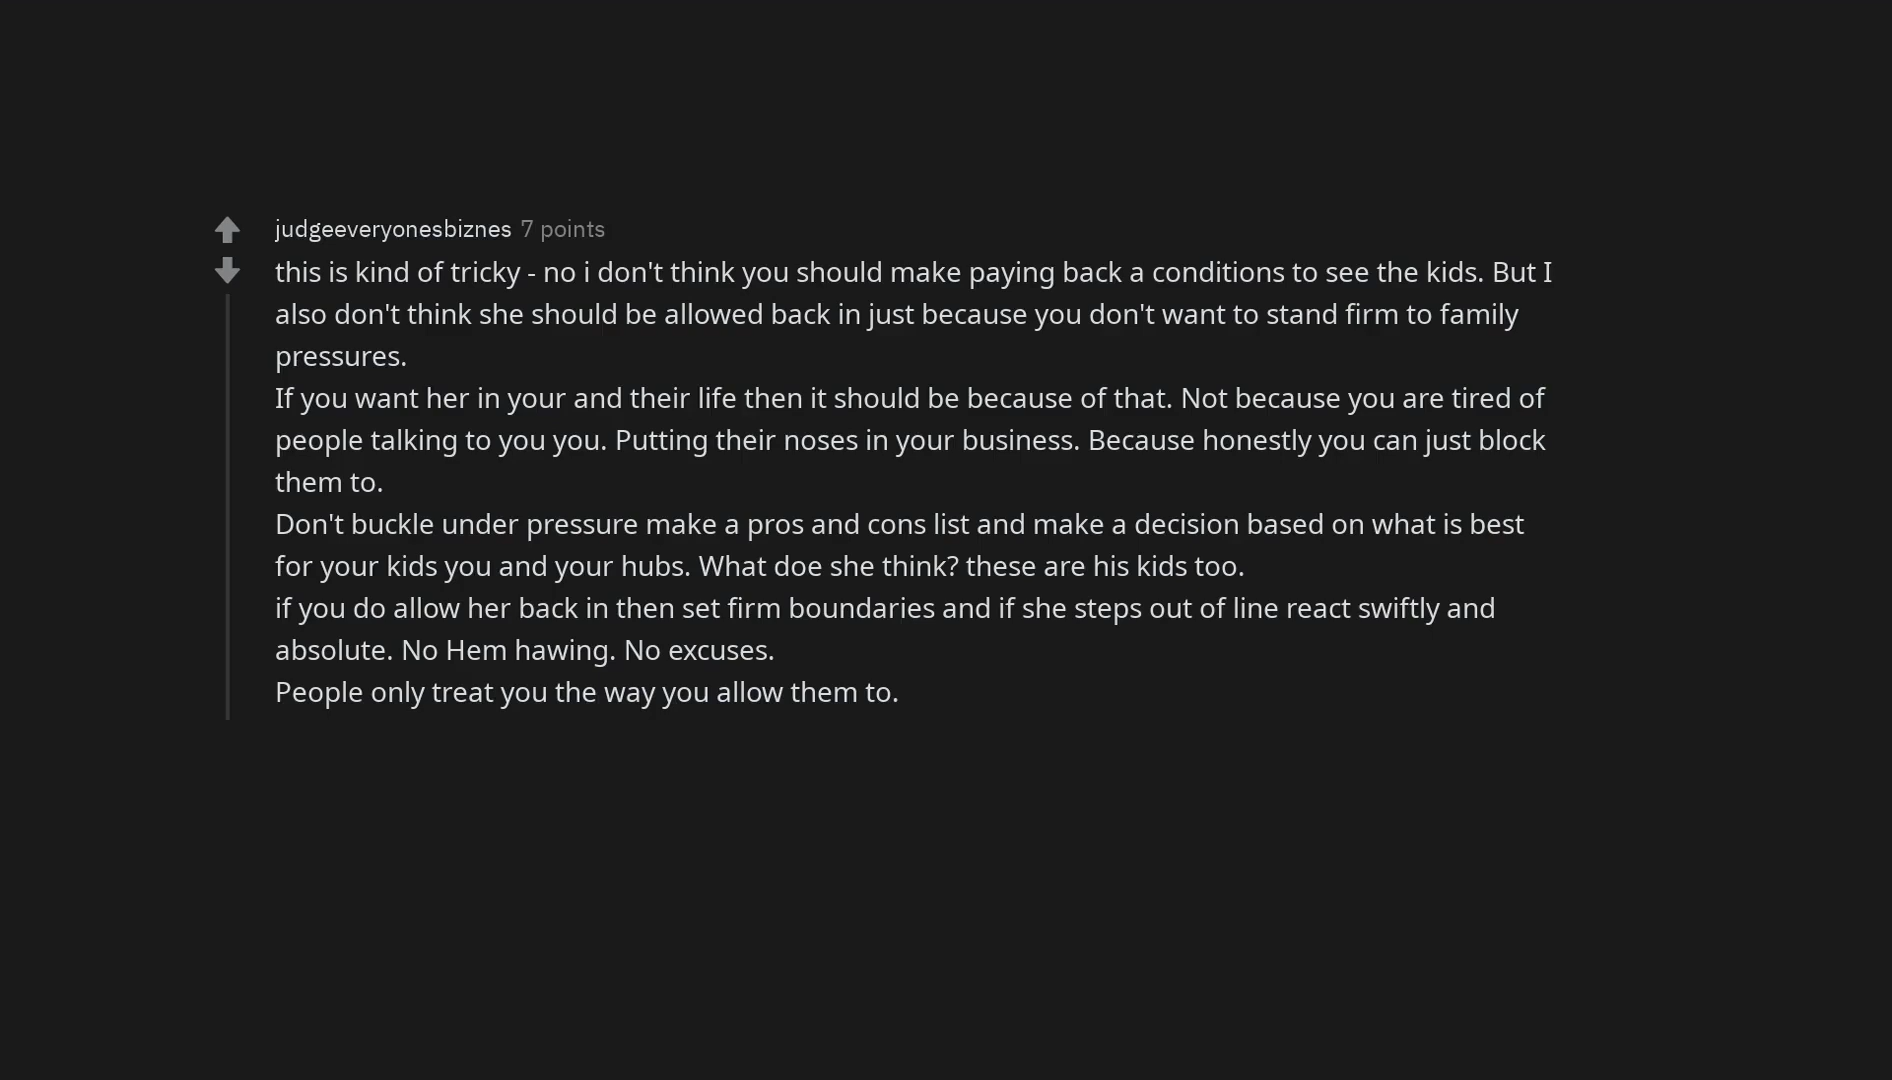 judgeeveryonesbiznes 7 points
this is kind of tricky - no i don't think you should make paying back a conditions to see the kids. But I
also don't think she should be allowed back in just because you don't want to stand firm to family
pressures.
If you want her in your and their life then it should be because of that. Not because you are tired of
people talking to you you. Putting their noses in your business. Because honestly you can just block
them to.
Don't buckle under pressure make a pros and cons list and make a decision based on what is best
for your kids you and your hubs. What doe she think? these are his kids too.
if you do allow her back in then set firm boundaries and if she steps out of line react swiftly and
absolute. No Hem hawing. No excuses.
People only treat you the way you allow them to.